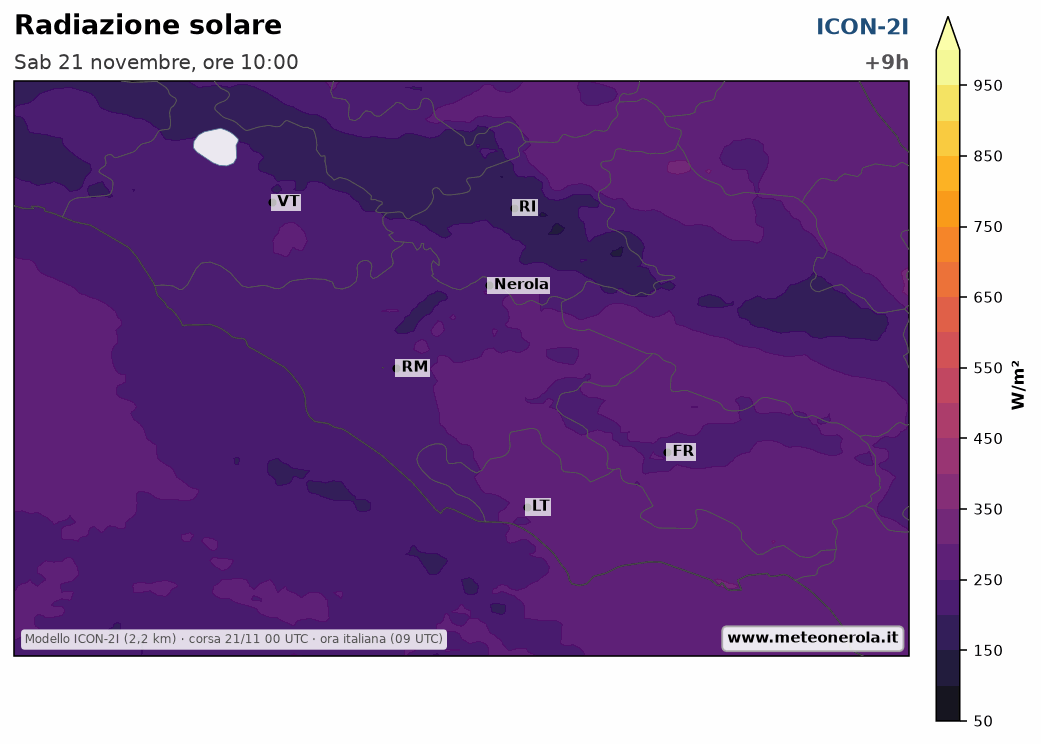 Radiazione solare
ICON-2I
Sab 21 novembre, ore 10:00
+9h
950
850
VT
RI
750
Nerola
650
RM
550
W/m²
450
FR
350
LT
250
Modello ICON-2I (2,2 km) · corsa 21/11 00 UTC · ora italiana (09 UTC)
www.meteonerola.it
150
50